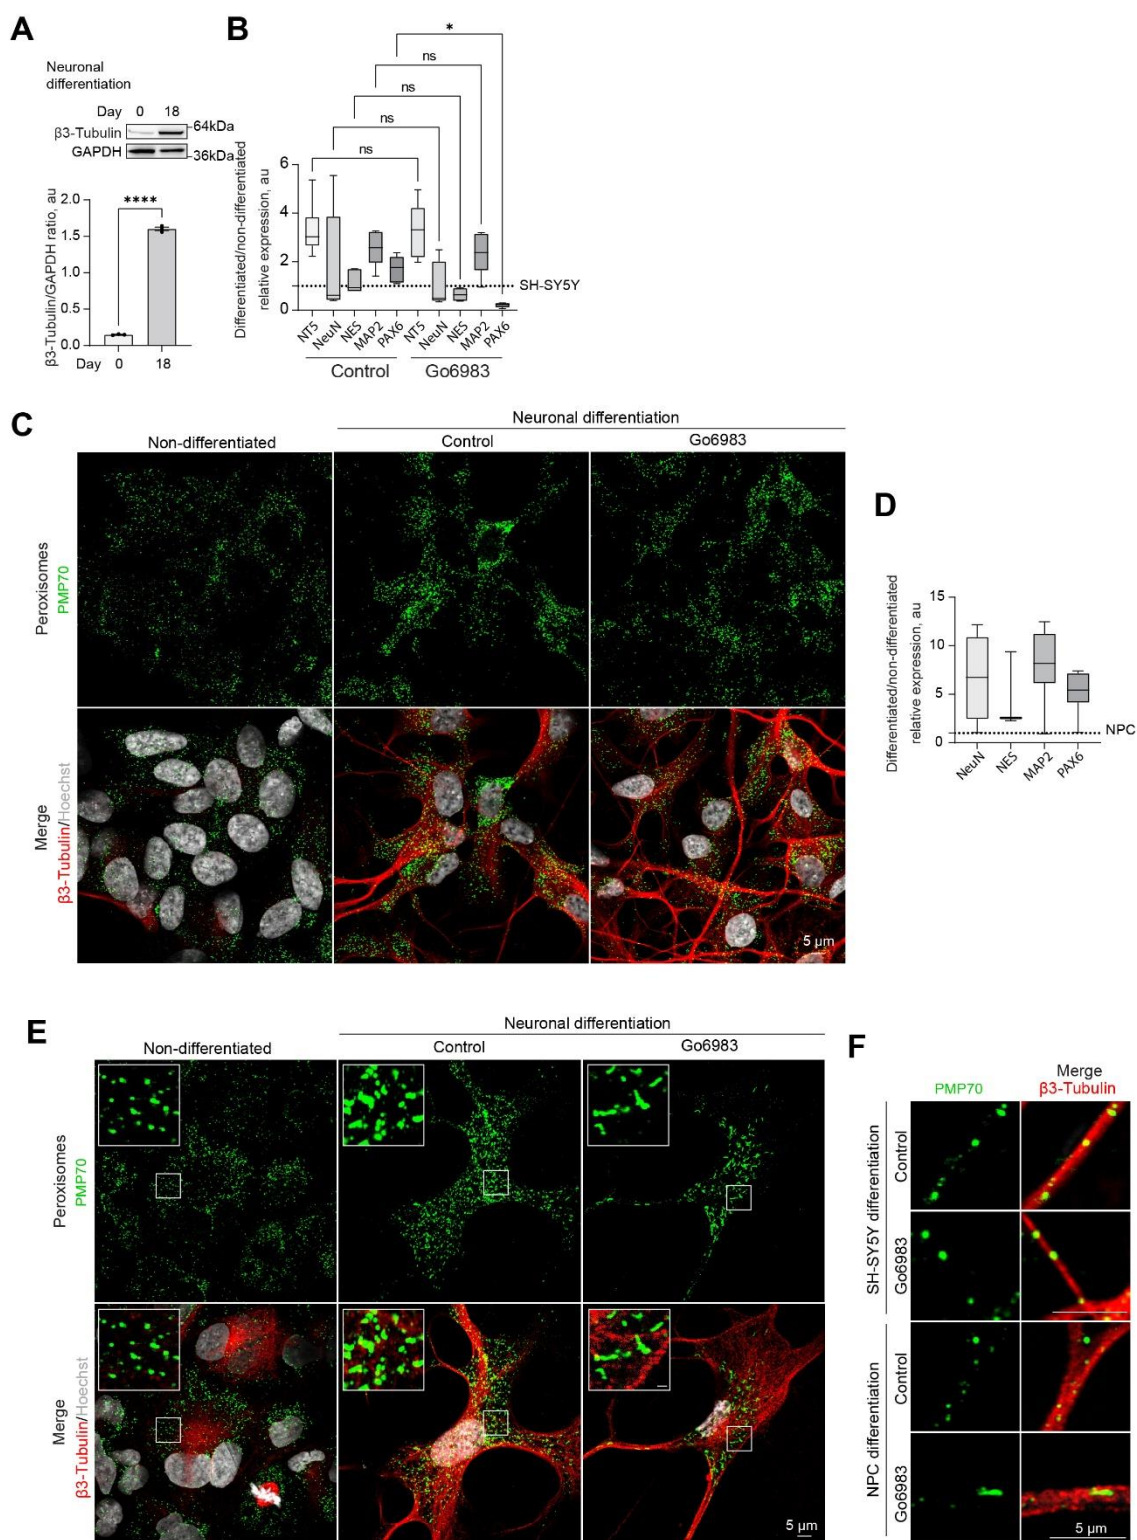 A
Neuronal
differentiation
Day 0 18
β3-Tubulin
64kDa
GAPDH
36kDa
β3-Tubulin/GAPDH ratio, au
2.0
1.5
1.0
0.5
0.0
****
Day 0 18
B
*
ns
ns
ns
ns
Differentiated/non-differentiated
relative expression, au
6
4
2
0
SH-SY5Y
NT5 NeuN NES MAP2 PAX6 NT5 NeuN NES MAP2 PAX6
Control Go6983
C
Neuronal differentiation
Non-differentiated Control Go6983
Peroxisomes
PMP70
Merge
β3-Tubulin/Hoechst
5 µm
D
Differentiated/non-differentiated
relative expression, au
15
10
5
0
NPC
NeuN NES MAP2 PAX6
E
Neuronal differentiation
Non-differentiated Control Go6983
Peroxisomes
PMP70
Merge
β3-Tubulin/Hoechst
5 µm
F
Merge
PMP70 β3-Tubulin
SH-SY5Y differentiation
Control
Go6983
NPC differentiation
Control
Go6983
5 µm